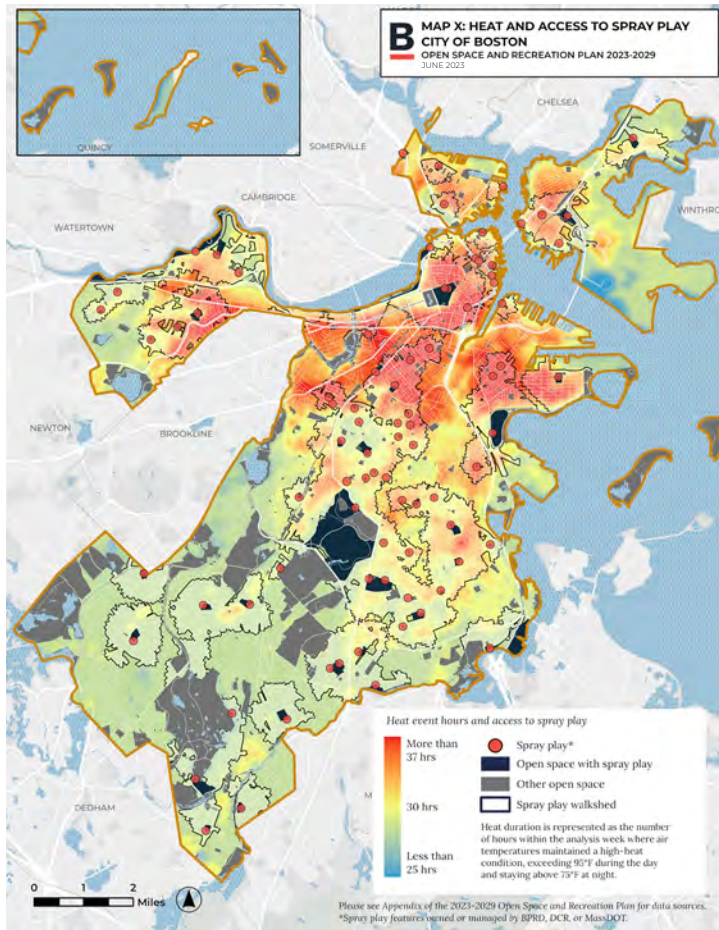 B
MAP X: HEAT AND ACCESS TO SPRAY PLAY
CITY OF BOSTON
OPEN SPACE AND RECREATION PLAN 2023-2029
JUNE 2023
QUINCY
SOMERVILLE
CHELSEA
CAMBRIDGE
WATERTOWN
WINTHRO
NEWTON
BROOKLINE
DEDHAM
M
Heat event hours and access to spray play
More than
37 hrs
30 hrs
Less than
25 hrs
Spray play*
Open space with spray play
Other open space
Spray play walkshed
Heat duration is represented as the number
of hours within the analysis week where air
temperatures maintained a high-heat
condition, exceeding 95°F during the day
and staying above 75°F at night.
0 1 2
Miles
Please see Appendix of the 2023-2029 Open Space and Recreation Plan for data sources.
*Spray play features owned or managed by BPRD, DCR, or MassDOT.